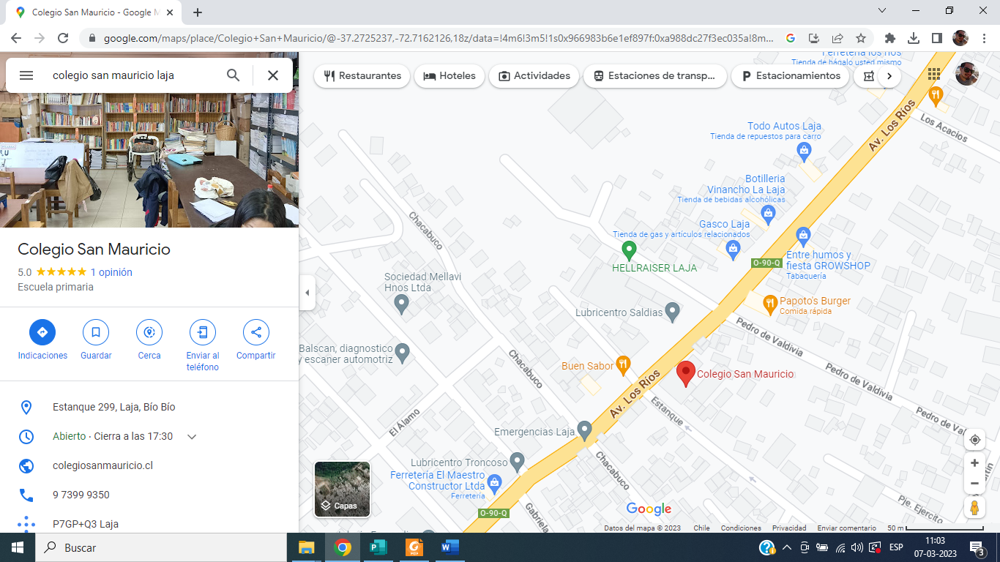 Colegio San Mauricio - Google M
google.com/maps/place/Colegio+San+Mauricio/@-37.2725237,-72.7162126,18z/data=!4m6!3m5!1s0x966983b6e1ef897f:0xa988dc27f3ec035a!8m...
colegio san mauricio laja
Restaurantes
Hoteles
Actividades
Estaciones de transp...
Estacionamientos
Colegio San Mauricio
5.0
1 opinión
Escuela primaria
Indicaciones
Guardar
Cerca
Enviar al
teléfono
Compartir
Estanque 299, Laja, Bío Bío
Abierto · Cierra a las 17:30
colegiosanmauricio.cl
9 7399 9350
P7GP+Q3 Laja
Ferretería los ríos
Tienda de hágalo usted mismo
Av. Los Ríos
Los Acacios
Todo Autos Laja
Tienda de repuestos para carro
Botilleria
Vinancho La Laja
Tienda de bebidas alcohólicas
Gasco Laja
Tienda de gas y artículos relacionados
Chacabuco
HELLRAISER LAJA
O-90-Q
Entre humos y
fiesta GROWSHOP
Tabaquería
Sociedad Mellavi
Hnos Ltda
Papoto's Burger
Comida rápida
Lubricentro Saldias
Pedro de Valdivia
Balscan, diagnostico
y escaner automotriz
Chacabuco
Buen Sabor
Colegio San Mauricio
Pedro de Valdivia
Av. Los Ríos
Estanque
Pedro de Va
El Álamo
Emergencias Laja
Lubricentro Troncoso
Chacabuco
Ferretería El Maestro
Constructor Ltda
Ferretería
O-90-Q
Gabriela
Pje. Ejercito
Capas
Google
Datos del mapa © 2023
Chile
Condiciones
Privacidad
Enviar comentario
50 m
Buscar
PDF
ESP
11:03
07-03-2023
3